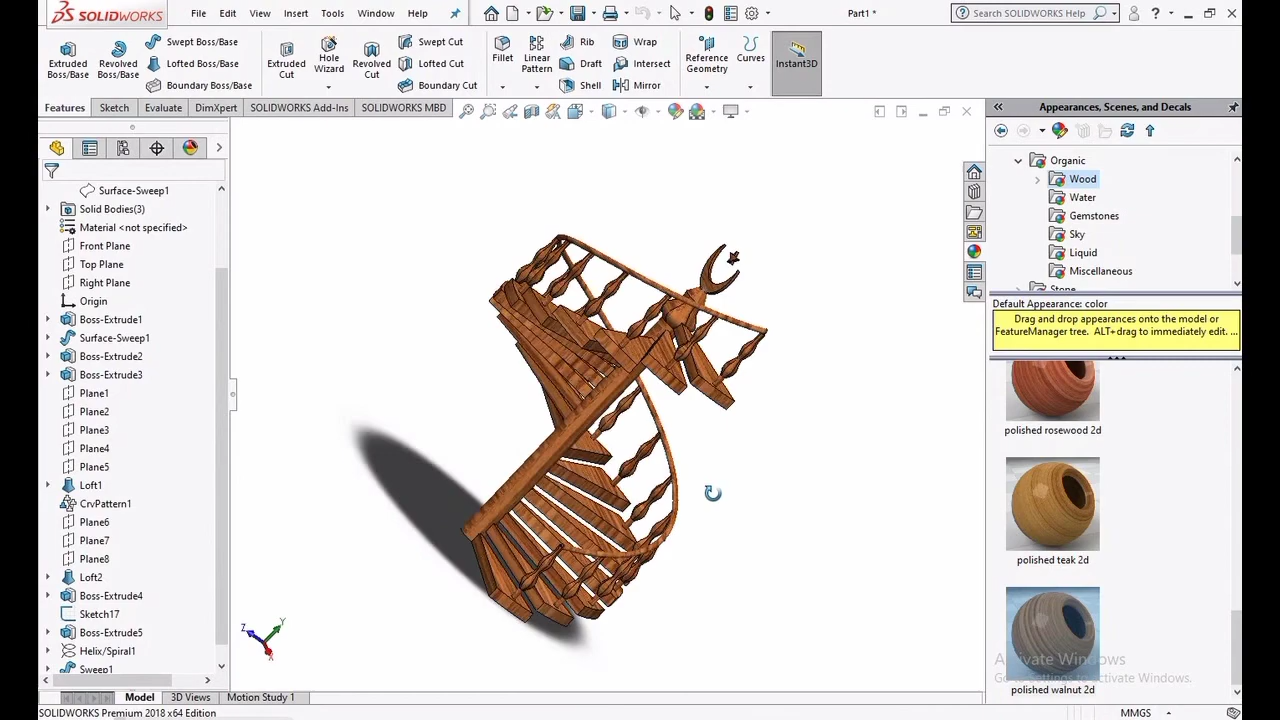 SOLIDWORKS File Edit View Insert Tools Window Help Part1 * Search SOLIDWORKS Help
Extruded Boss/Base
Revolved Boss/Base
Swept Boss/Base
Lofted Boss/Base
Boundary Boss/Base
Extruded Cut
Hole Wizard
Revolved Cut
Swept Cut
Lofted Cut
Boundary Cut
Fillet
Linear Pattern
Rib
Draft
Shell
Wrap
Intersect
Mirror
Reference Geometry
Curves
Instant3D
Features Sketch Evaluate DimXpert SOLIDWORKS Add-Ins SOLIDWORKS MBD
Surface-Sweep1
Solid Bodies(3)
Material <not specified>
Front Plane
Top Plane
Right Plane
Origin
Boss-Extrude1
Surface-Sweep1
Boss-Extrude2
Boss-Extrude3
Plane1
Plane2
Plane3
Plane4
Plane5
Loft1
CrvPattern1
Plane6
Plane7
Plane8
Loft2
Boss-Extrude4
Sketch17
Boss-Extrude5
Helix/Spiral1
Sweep1
Z Y X
Appearances, Scenes, and Decals
Organic
Wood
Water
Gemstones
Sky
Liquid
Miscellaneous
Stone
Default Appearance: color
Drag and drop appearances onto the model or
FeatureManager tree. ALT+drag to immediately edit. ...
polished rosewood 2d
polished teak 2d
Activate Windows
Go to Settings to activate Windows.
polished walnut 2d
Model 3D Views Motion Study 1
SOLIDWORKS Premium 2018 x64 Edition MMGS